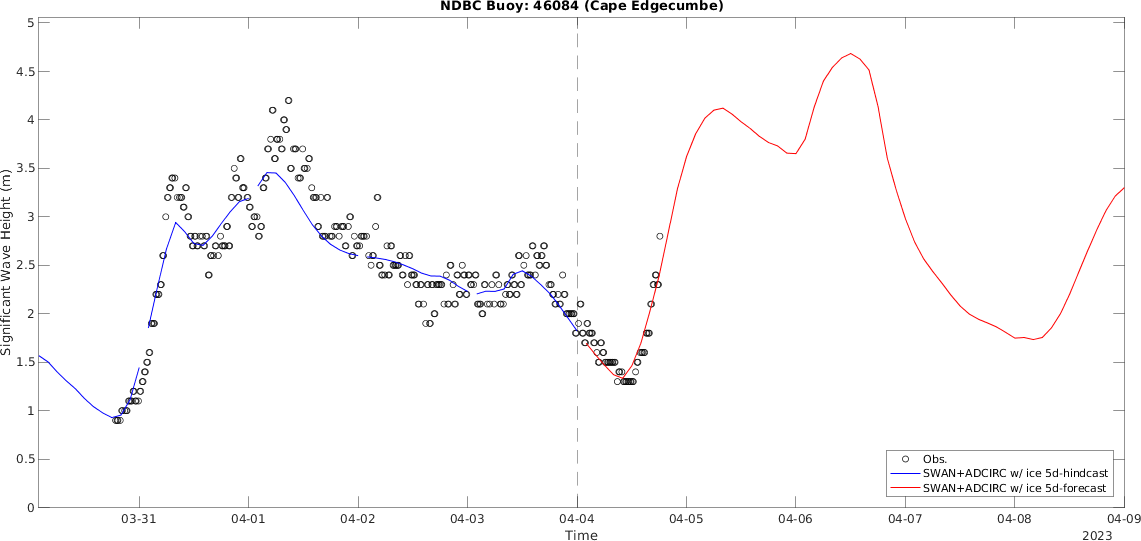 NDBC Buoy: 46084 (Cape Edgecumbe)
5
4.5
4
3.5
3
2.5
2
1.5
1
0.5
0
Significant Wave Height (m)
Obs.
SWAN+ADCIRC w/ ice 5d-hindcast
SWAN+ADCIRC w/ ice 5d-forecast
03-31 04-01 04-02 04-03 04-04 04-05 04-06 04-07 04-08 04-09
Time
2023